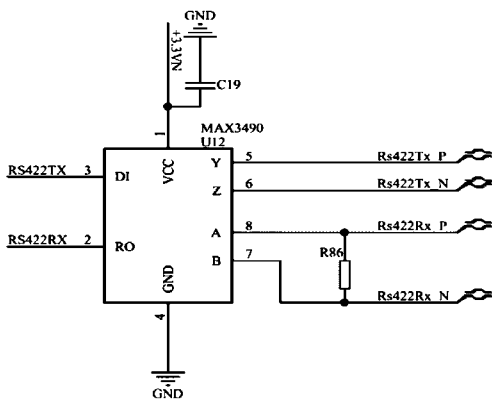 GND
+3.3VN
C19
MAX3490
U12
1
VCC
Y 5 Rs422Tx_P
RS422TX 3 DI
Z 6 Rs422Tx_N
A 8 Rs422Rx_P
RS422RX 2 RO
B 7
R86
GND
4
Rs422Rx_N
GND